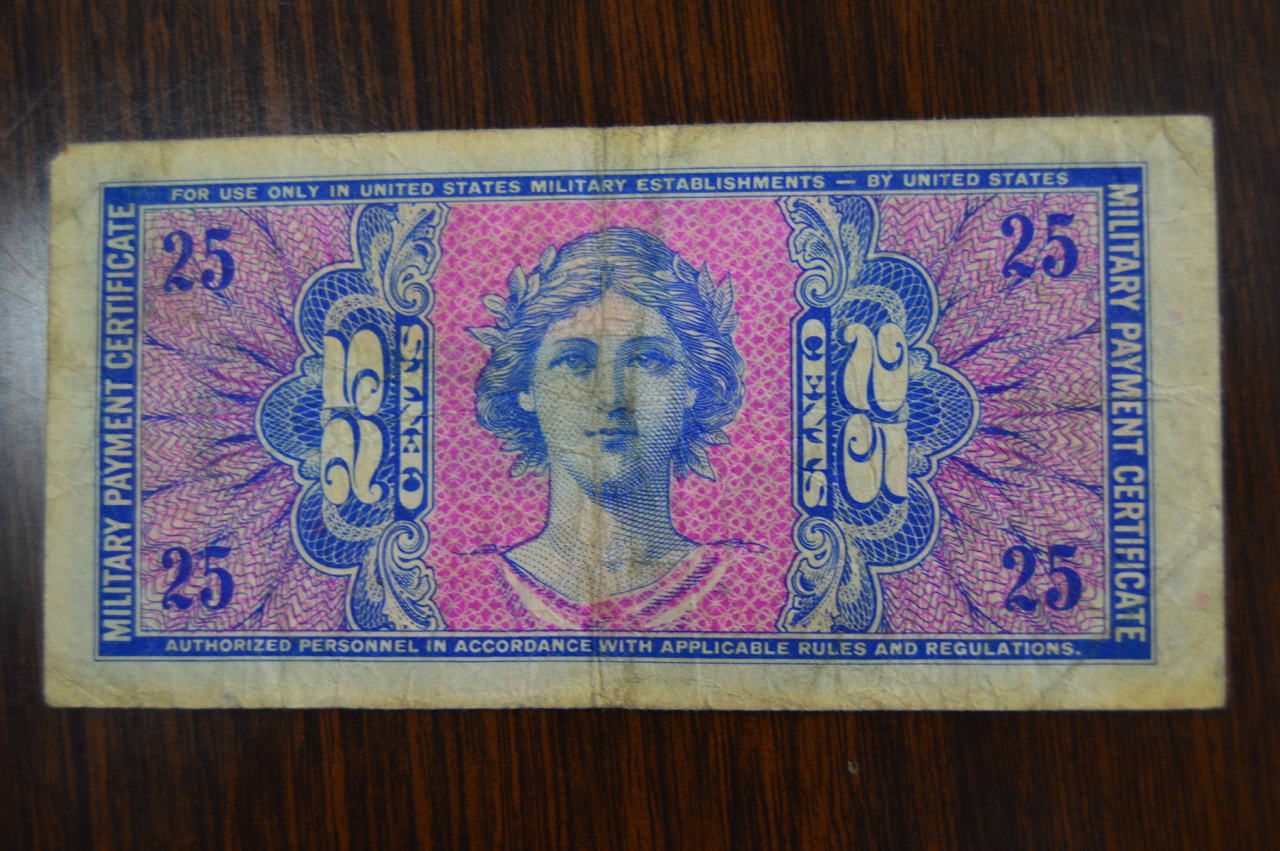 FOR USE ONLY IN UNITED STATES MILITARY ESTABLISHMENTS — BY UNITED STATES
MILITARY PAYMENT CERTIFICATE
25
25
25 CENTS
CENTS 25
25
25
MILITARY PAYMENT CERTIFICATE
AUTHORIZED PERSONNEL IN ACCORDANCE WITH APPLICABLE RULES AND REGULATIONS.